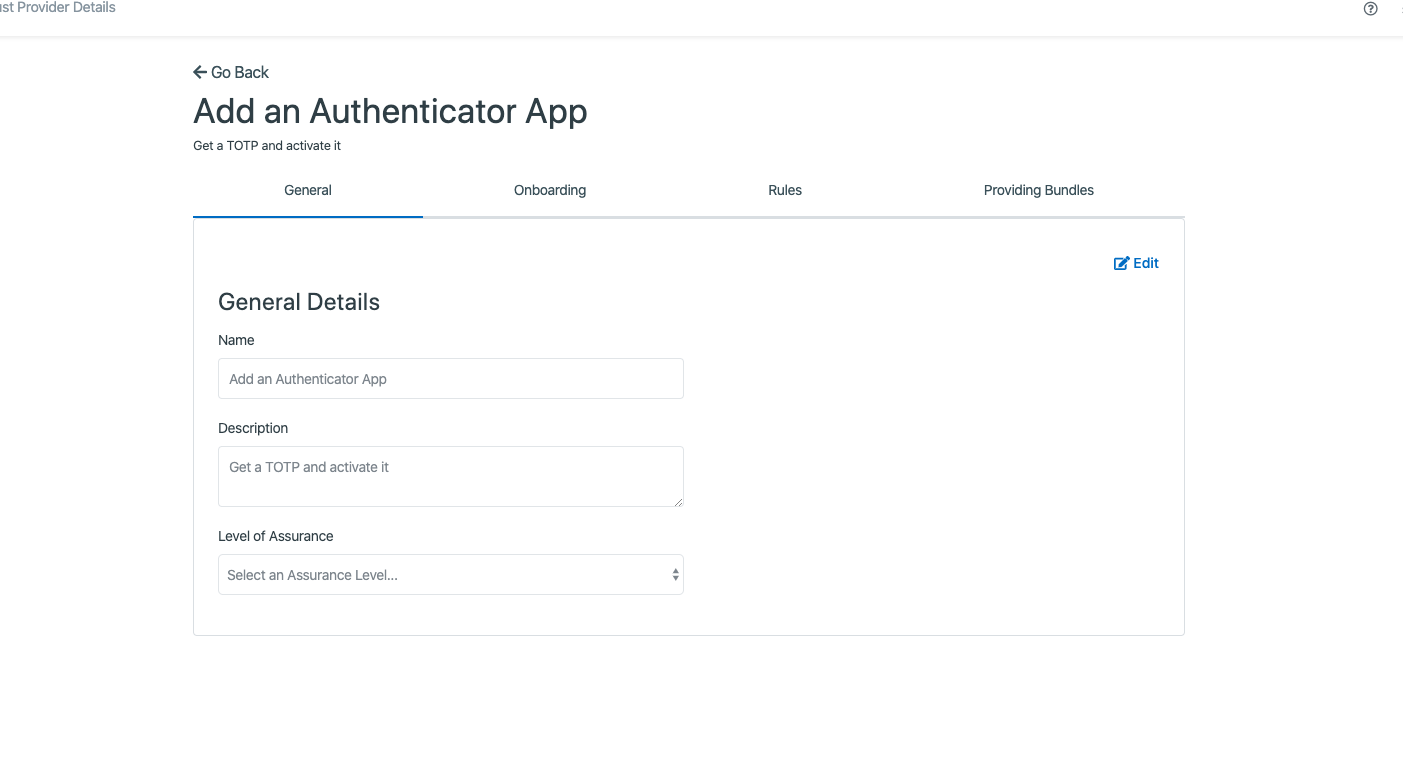 Provider Details
Go Back
Add an Authenticator App
Get a TOTP and activate it
General
Onboarding
Rules
Providing Bundles
Edit
General Details
Name
Add an Authenticator App
Description
Get a TOTP and activate it
Level of Assurance
Select an Assurance Level...